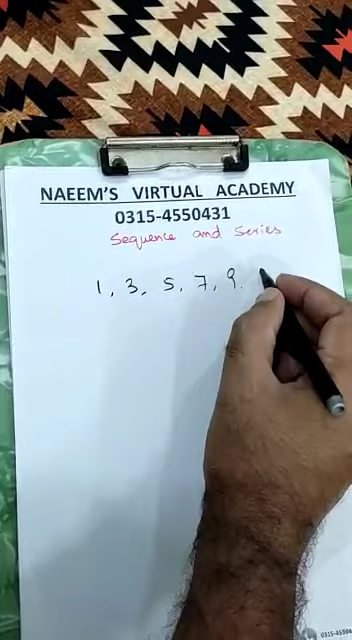 NAEEM'S VIRTUAL ACADEMY
0315-4550431
Sequence and Series
1, 3, 5, 7, 9,